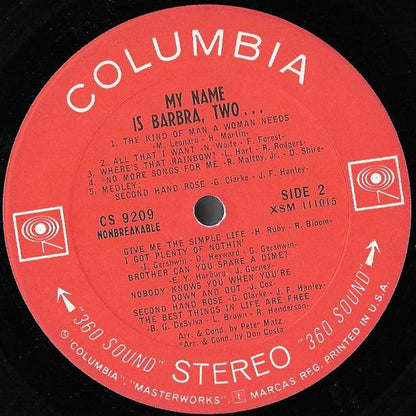 COLUMBIA
MY NAME
IS BARBRA, TWO...
1. THE KIND OF MAN A WOMAN NEEDS
- M. Leonard - H. Martin -
2. ALL THAT I WANT - N. Wolfe - F. Forest -
3. WHERE'S THAT RAINBOW? - L. Hart - R. Rodgers -
4. *NO MORE SONGS FOR ME - R. Maltby, Jr. - D. Shire -
5. MEDLEY:
SECOND HAND ROSE - G. Clarke - J. F. Hanley -
CS 9209
NONBREAKABLE
SIDE 2
XSM 111015
GIVE ME THE SIMPLE LIFE - H. Ruby - R. Bloom -
I GOT PLENTY OF NOTHIN'
- I. Gershwin - D. Heyward - G. Gershwin -
BROTHER CAN YOU SPARE A DIME?
- E. Y. Harburg - J. Gorney -
NOBODY KNOWS YOU WHEN YOU'RE
DOWN AND OUT - J. Cox -
SECOND HAND ROSE - G. Clarke - J. F. Hanley -
THE BEST THINGS IN LIFE ARE FREE
- B. G. DeSylva - L. Brown - R. Henderson -
Arr. & Cond. by Peter Matz
*Arr. & Cond. by Don Costa
"360 SOUND" STEREO "360 SOUND"
© "COLUMBIA", "MASTERWORKS", MARCAS REG. PRINTED IN U.S.A.